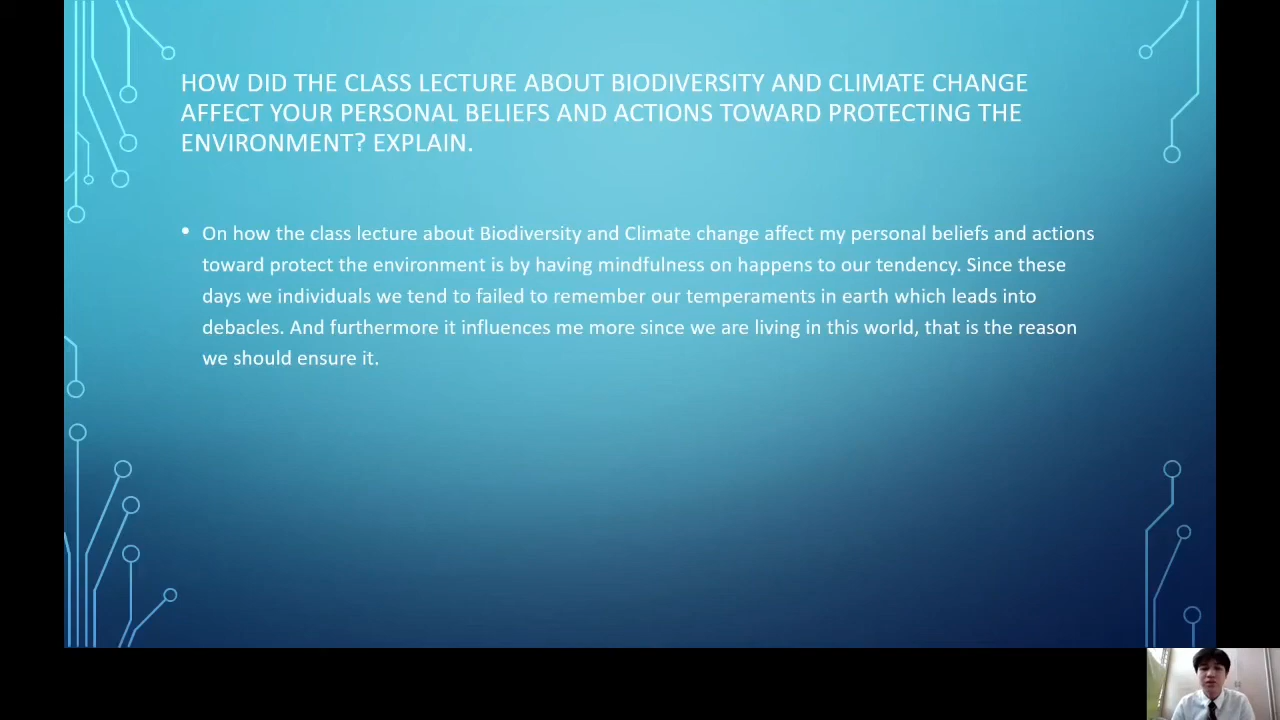 HOW DID THE CLASS LECTURE ABOUT BIODIVERSITY AND CLIMATE CHANGE
AFFECT YOUR PERSONAL BELIEFS AND ACTIONS TOWARD PROTECTING THE
ENVIRONMENT? EXPLAIN.
• On how the class lecture about Biodiversity and Climate change affect my personal beliefs and actions
toward protect the environment is by having mindfulness on happens to our tendency. Since these
days we individuals we tend to failed to remember our temperaments in earth which leads into
debacles. And furthermore it influences me more since we are living in this world, that is the reason
we should ensure it.